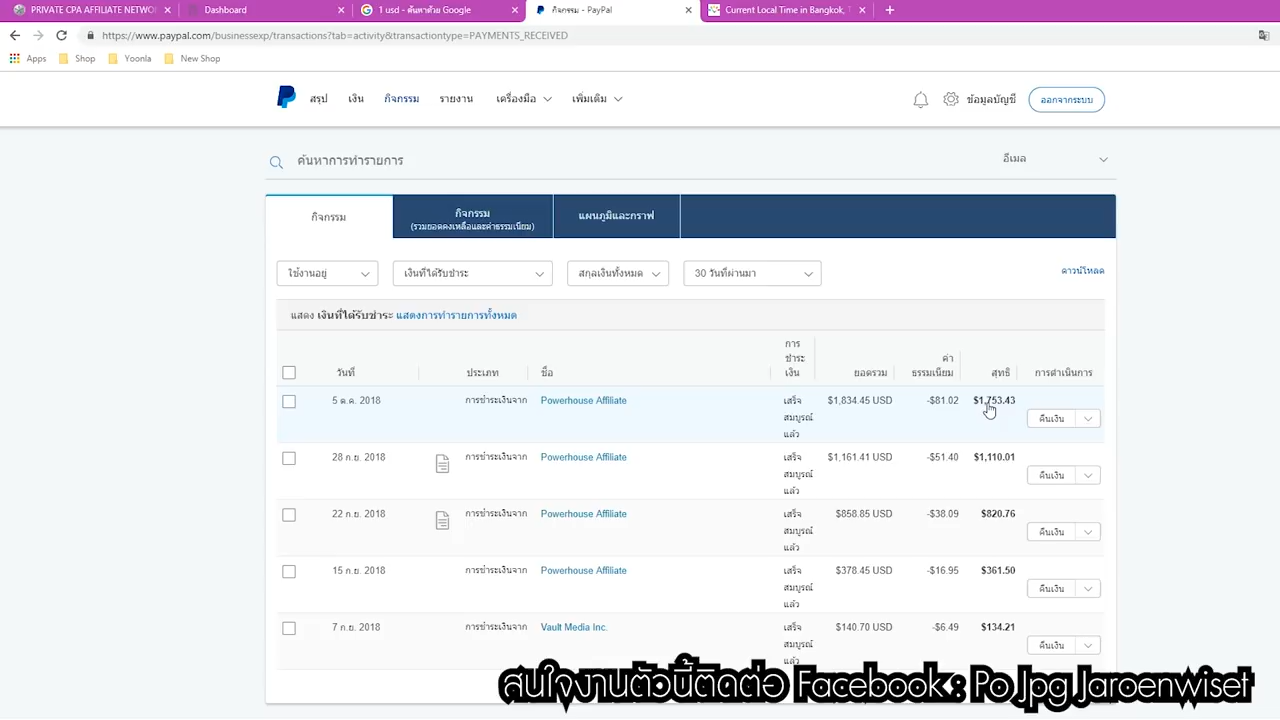 PRIVATE CPA AFFILIATE NETWOR
Dashboard
1 usd - ค้นหาด้วย Google
กิจกรรม - PayPal
Current Local Time in Bangkok, T
https://www.paypal.com/businessexp/transactions?tab=activity&transactiontype=PAYMENTS_RECEIVED
Apps Shop Yoonla New Shop
สรุป เงิน กิจกรรม รายงาน เครื่องมือ เพิ่มเติม ข้อมูลบัญชี ออกจากระบบ
ค้นหาการทำรายการ อีเมล
กิจกรรม
กิจกรรม
(รวมยอดคงเหลือและค่าธรรมเนียม)
แผนภูมิและกราฟ
ใช้งานอยู่ เงินที่ได้รับชำระ สกุลเงินทั้งหมด 30 วันที่ผ่านมา ดาวน์โหลด
แสดง เงินที่ได้รับชำระ แสดงการทำรายการทั้งหมด
วันที่ ประเภท ชื่อ
การ
ชำระ
เงิน
ยอดรวม
ค่า
ธรรมเนียม
สุทธิ การดำเนินการ
5 ต.ค. 2018 การชำระเงินจาก Powerhouse Affiliate
เสร็จ
สมบูรณ์
แล้ว
$1,834.45 USD -$81.02 $1,753.43
คืนเงิน
28 ก.ย. 2018 การชำระเงินจาก Powerhouse Affiliate
เสร็จ
สมบูรณ์
แล้ว
$1,161.41 USD -$51.40 $1,110.01
คืนเงิน
22 ก.ย. 2018 การชำระเงินจาก Powerhouse Affiliate
เสร็จ
สมบูรณ์
แล้ว
$858.85 USD -$38.09 $820.76
คืนเงิน
15 ก.ย. 2018 การชำระเงินจาก Powerhouse Affiliate
เสร็จ
สมบูรณ์
แล้ว
$378.45 USD -$16.95 $361.50
คืนเงิน
7 ก.ย. 2018 การชำระเงินจาก Vault Media Inc.
เสร็จ
สมบูรณ์
แล้ว
$140.70 USD -$6.49 $134.21
คืนเงิน
สนใจงานตัวนี้ติดต่อ Facebook : Po Jpg Jaroenwiset